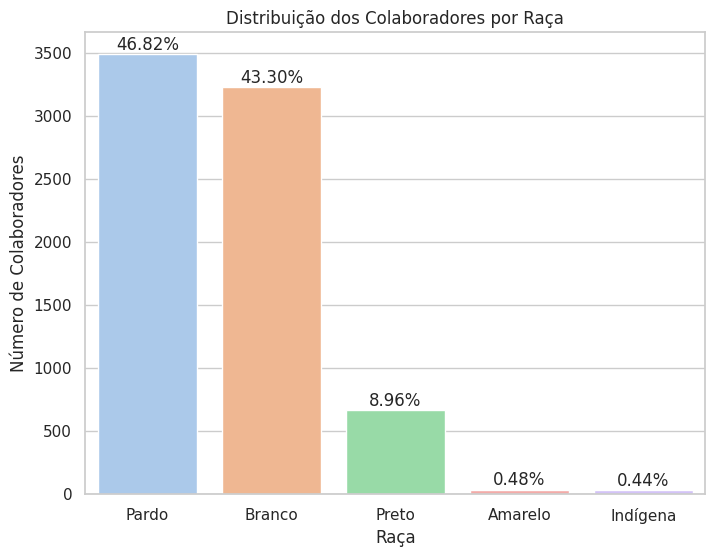 Distribuição dos Colaboradores por Raça
Número de Colaboradores
3500
3000
2500
2000
1500
1000
500
0
46.82%
43.30%
8.96%
0.48%
0.44%
Pardo
Branco
Preto
Amarelo
Indígena
Raça